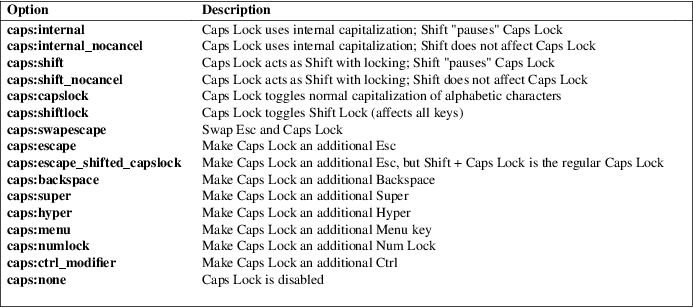 Option Description
caps:internal Caps Lock uses internal capitalization; Shift "pauses" Caps Lock
caps:internal_nocancel Caps Lock uses internal capitalization; Shift does not affect Caps Lock
caps:shift Caps Lock acts as Shift with locking; Shift "pauses" Caps Lock
caps:shift_nocancel Caps Lock acts as Shift with locking; Shift does not affect Caps Lock
caps:capslock Caps Lock toggles normal capitalization of alphabetic characters
caps:shiftlock Caps Lock toggles Shift Lock (affects all keys)
caps:swapescape Swap Esc and Caps Lock
caps:escape Make Caps Lock an additional Esc
caps:escape_shifted_capslock Make Caps Lock an additional Esc, but Shift + Caps Lock is the regular Caps Lock
caps:backspace Make Caps Lock an additional Backspace
caps:super Make Caps Lock an additional Super
caps:hyper Make Caps Lock an additional Hyper
caps:menu Make Caps Lock an additional Menu key
caps:numlock Make Caps Lock an additional Num Lock
caps:ctrl_modifier Make Caps Lock an additional Ctrl
caps:none Caps Lock is disabled